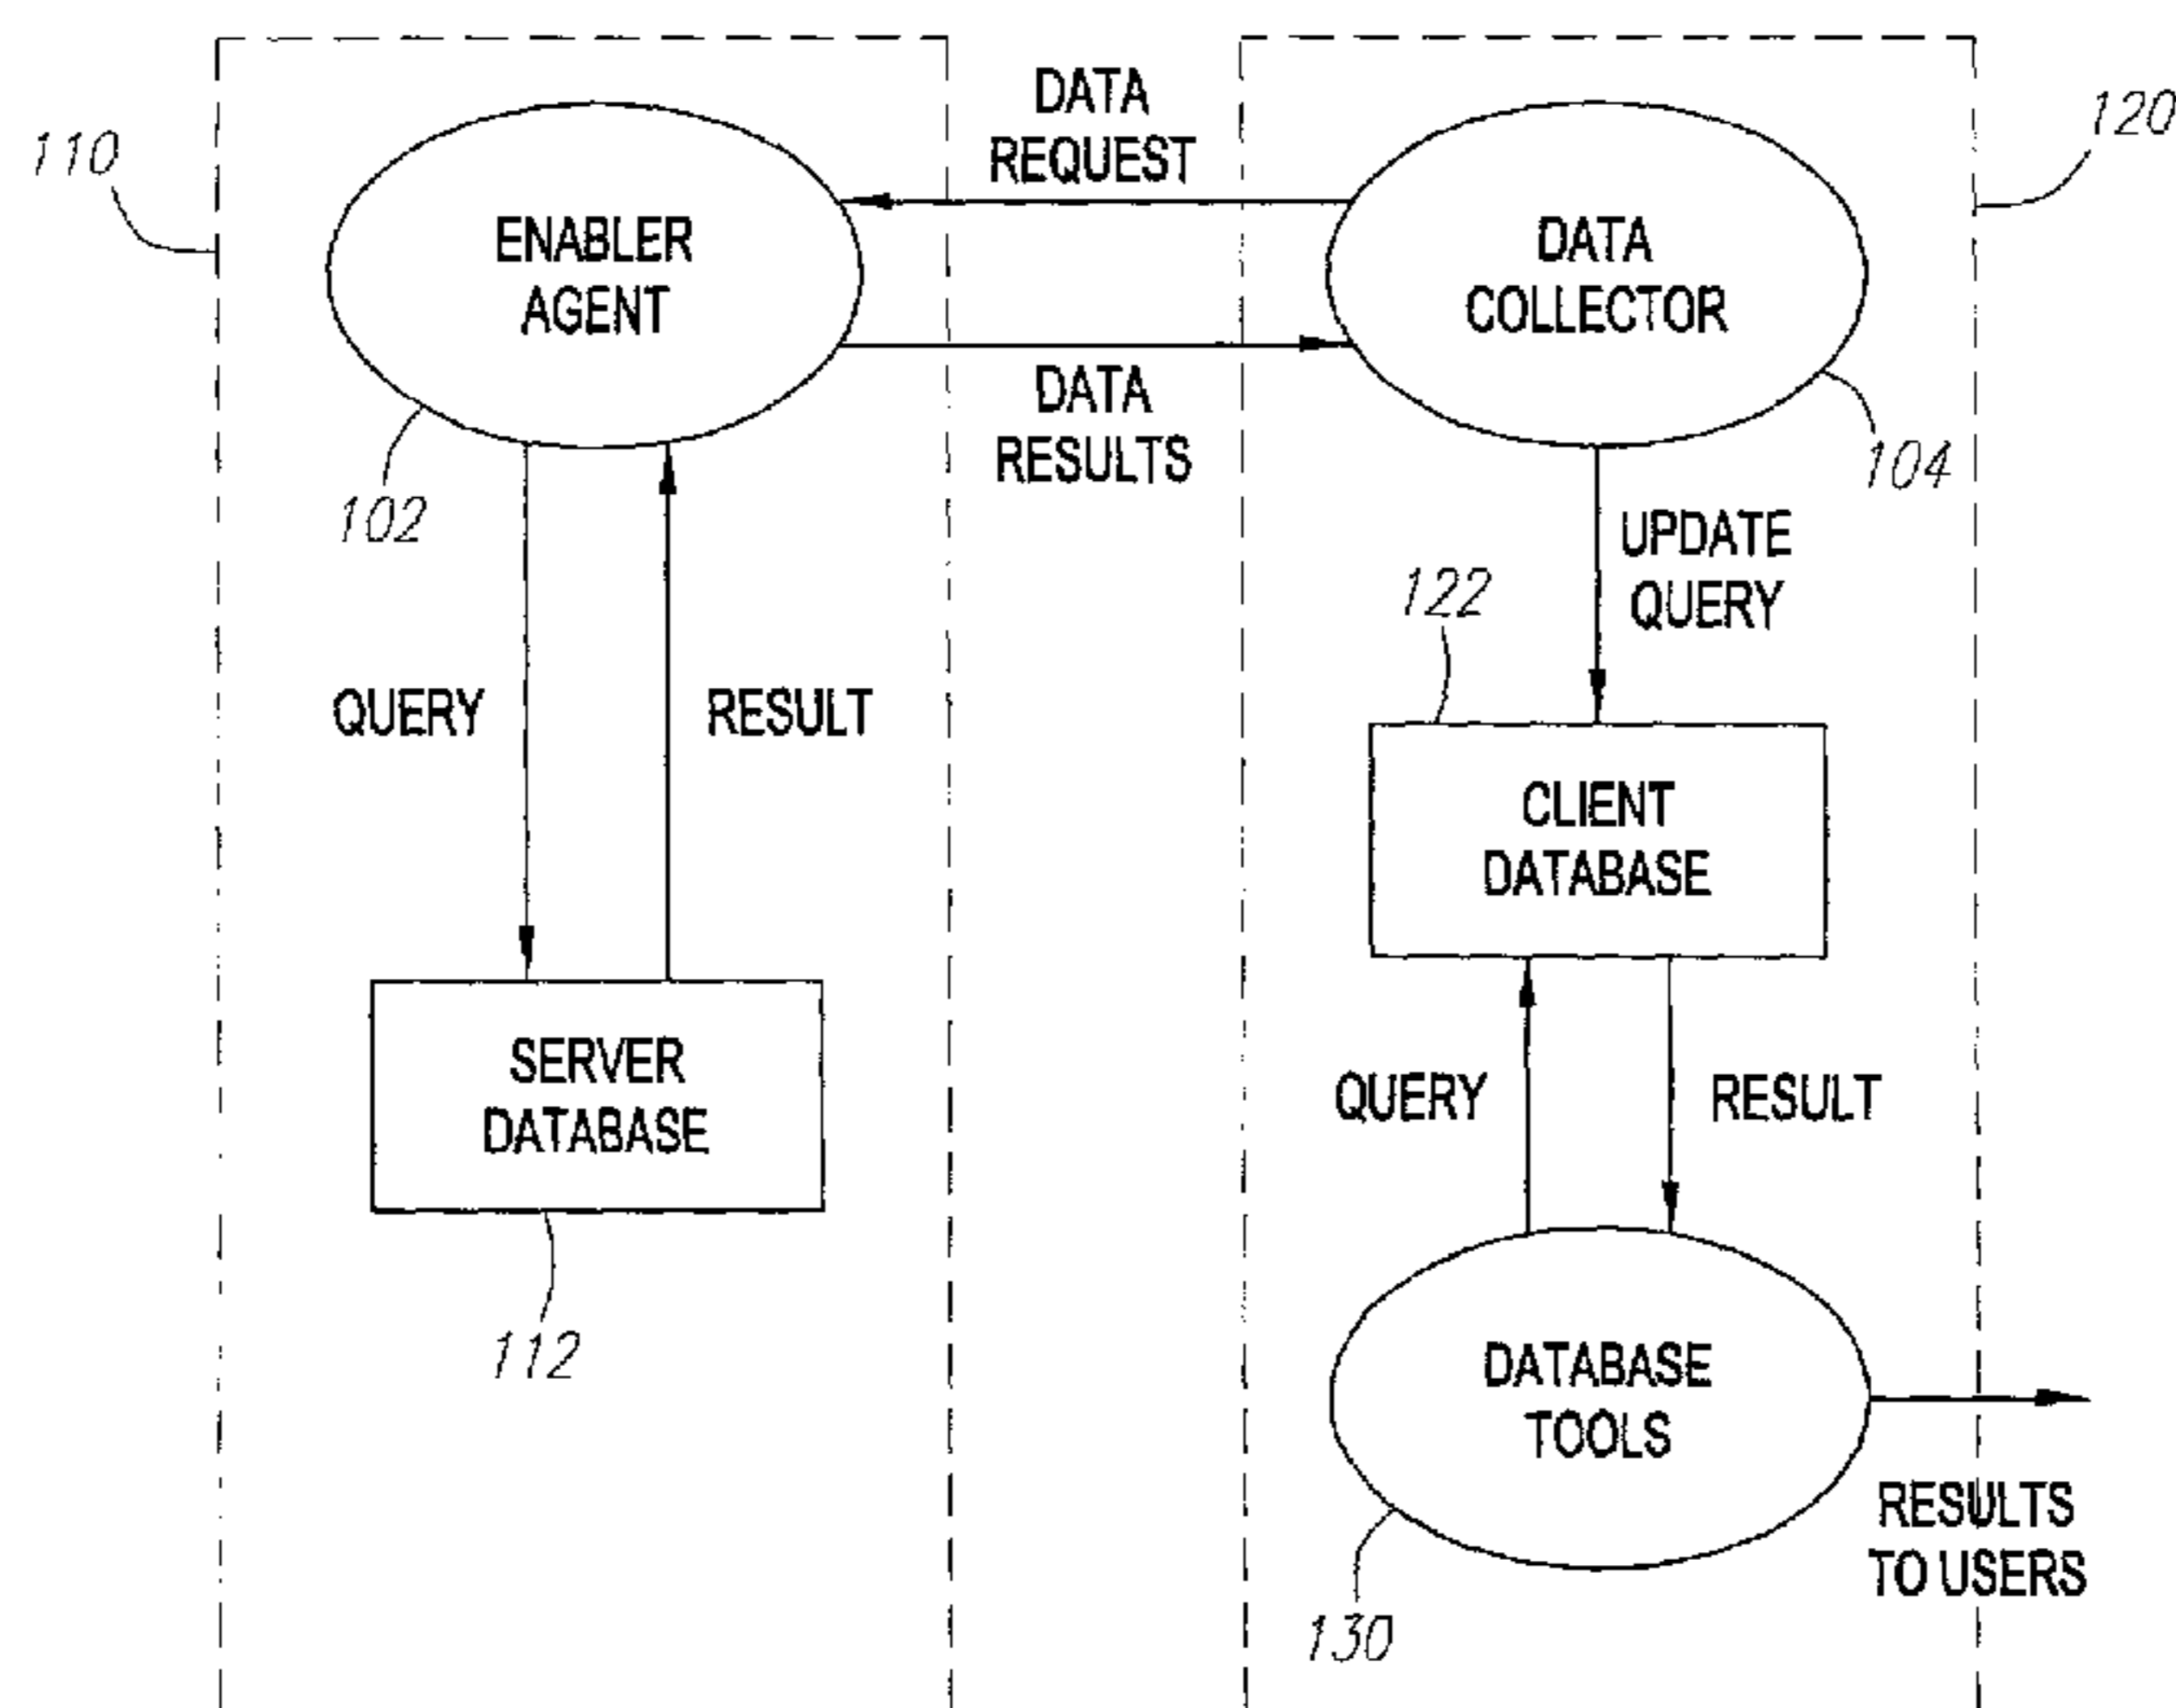 110
120
DATA
REQUEST
ENABLER
AGENT
DATA
COLLECTOR
DATA
RESULTS
102
104
UPDATE
QUERY
122
QUERY
RESULT
CLIENT
DATABASE
SERVER
DATABASE
QUERY
RESULT
112
DATABASE
TOOLS
RESULTS
TO USERS
130